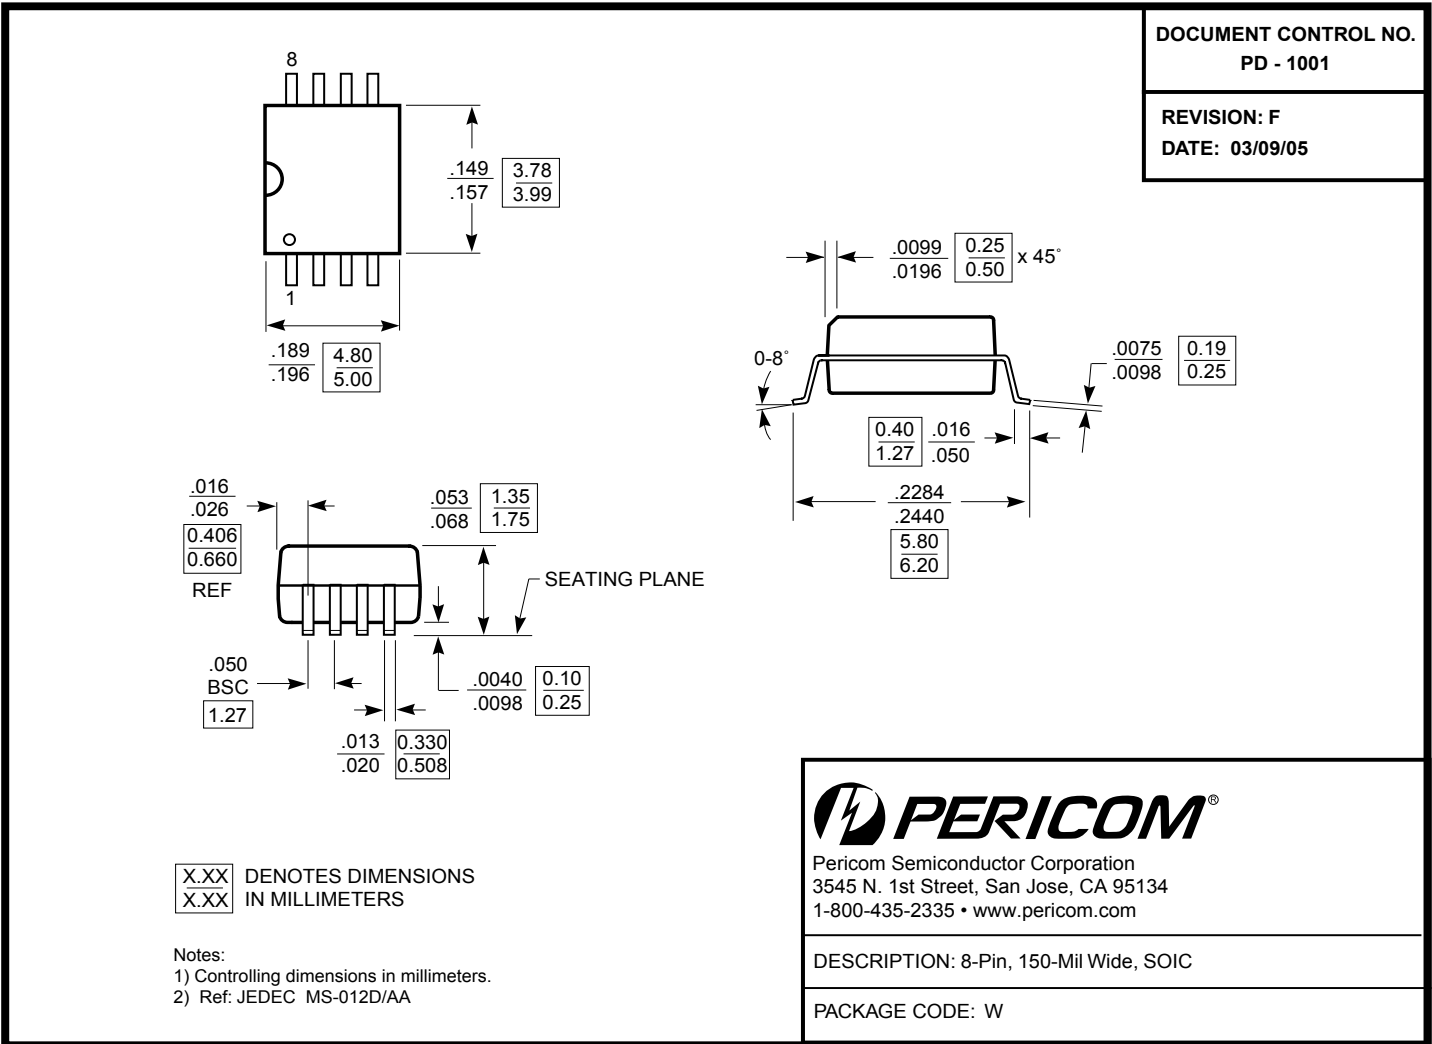 DOCUMENT CONTROL NO.
PD - 1001
REVISION: F
DATE: 03/09/05
8
.149
.157
3.78
3.99
1
.189
.196
4.80
5.00
.0099
.0196
0.25
0.50
x 45°
0-8°
.0075
.0098
0.19
0.25
0.40
1.27
.016
.050
.2284
.2440
5.80
6.20
.016
.026
0.406
0.660
REF
.053
.068
1.35
1.75
SEATING PLANE
.050
BSC
1.27
.0040
.0098
0.10
0.25
.013
.020
0.330
0.508
X.XX DENOTES DIMENSIONS
X.XX IN MILLIMETERS
Notes:
1) Controlling dimensions in millimeters.
2) Ref: JEDEC MS-012D/AA
PERICOM®
Pericom Semiconductor Corporation
3545 N. 1st Street, San Jose, CA 95134
1-800-435-2335 • www.pericom.com
DESCRIPTION: 8-Pin, 150-Mil Wide, SOIC
PACKAGE CODE: W